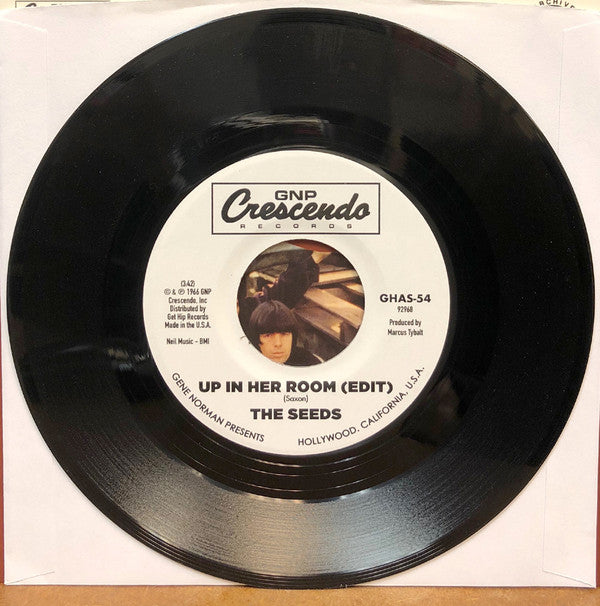 CHIVE
GNP
Crescendo
RECORDS
(3:42)
© & ℗ 1966 GNP
Crescendo, Inc
Distributed by
Get Hip Records
Made in the U.S.A.
Neil Music – BMI
GHAS-54
92968
Produced by
Marcus Tybalt
UP IN HER ROOM (EDIT)
(Saxon)
THE SEEDS
GENE NORMAN PRESENTS
HOLLYWOOD, CALIFORNIA, U.S.A.